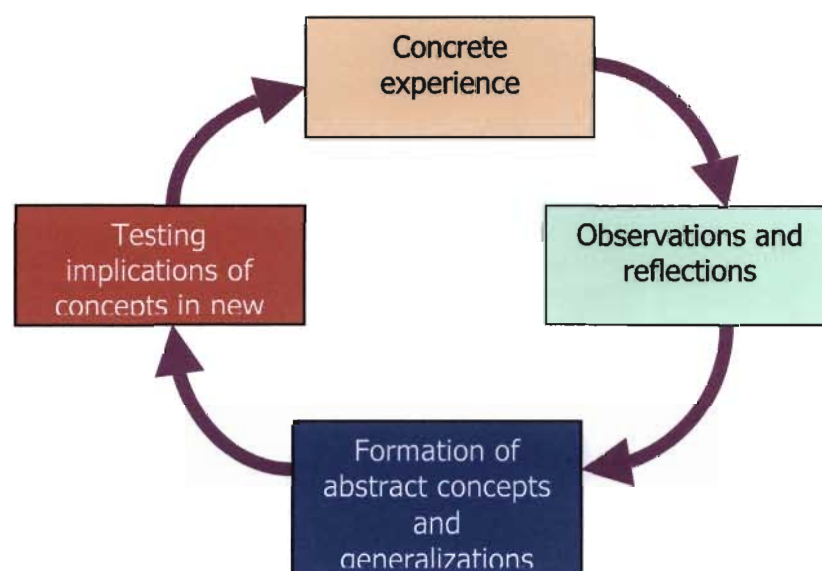 Concrete
experience
Observations and
reflections
Formation of
abstract concepts
and
generalizations
Testing
implications of
concepts in new